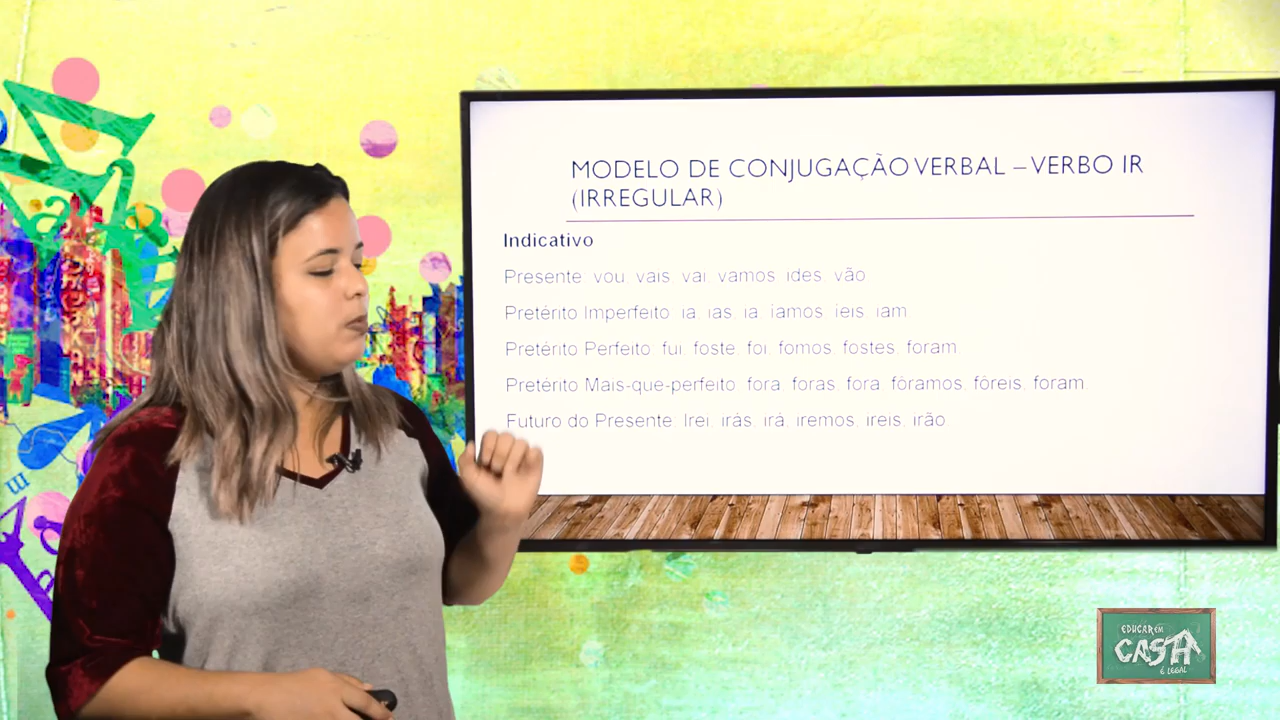 MODELO DE CONJUGAÇÃO VERBAL – VERBO IR
(IRREGULAR)
Indicativo
Presente: vou, vais, vai, vamos, ides, vão
Pretérito Imperfeito: ia, ias, ia, íamos, íeis, iam
Pretérito Perfeito: fui, foste, foi, fomos, fostes, foram
Pretérito Mais-que-perfeito: fora, foras, fora, fôramos, fôreis, foram
Futuro do Presente: Irei, irás, irá, iremos, ireis, irão
EDUCAR EM
CASA
É LEGAL